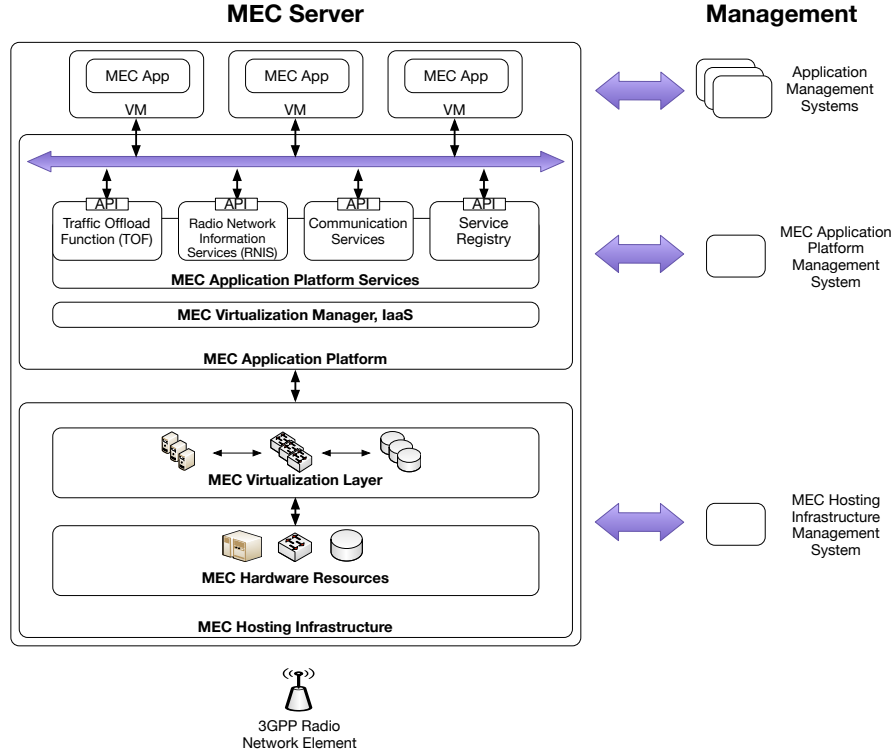 MEC Server
Management
MEC App
MEC App
MEC App
VM
VM
VM
Application
Management
Systems
API
API
API
API
Traffic Offload
Function (TOF)
Radio Network
Information
Services (RNIS)
Communication
Services
Service
Registry
MEC Application Platform Services
MEC Application
Platform
Management
System
MEC Virtualization Manager, IaaS
MEC Application Platform
MEC Virtualization Layer
MEC Hardware Resources
MEC Hosting
Infrastructure
Management
System
MEC Hosting Infrastructure
3GPP Radio
Network Element